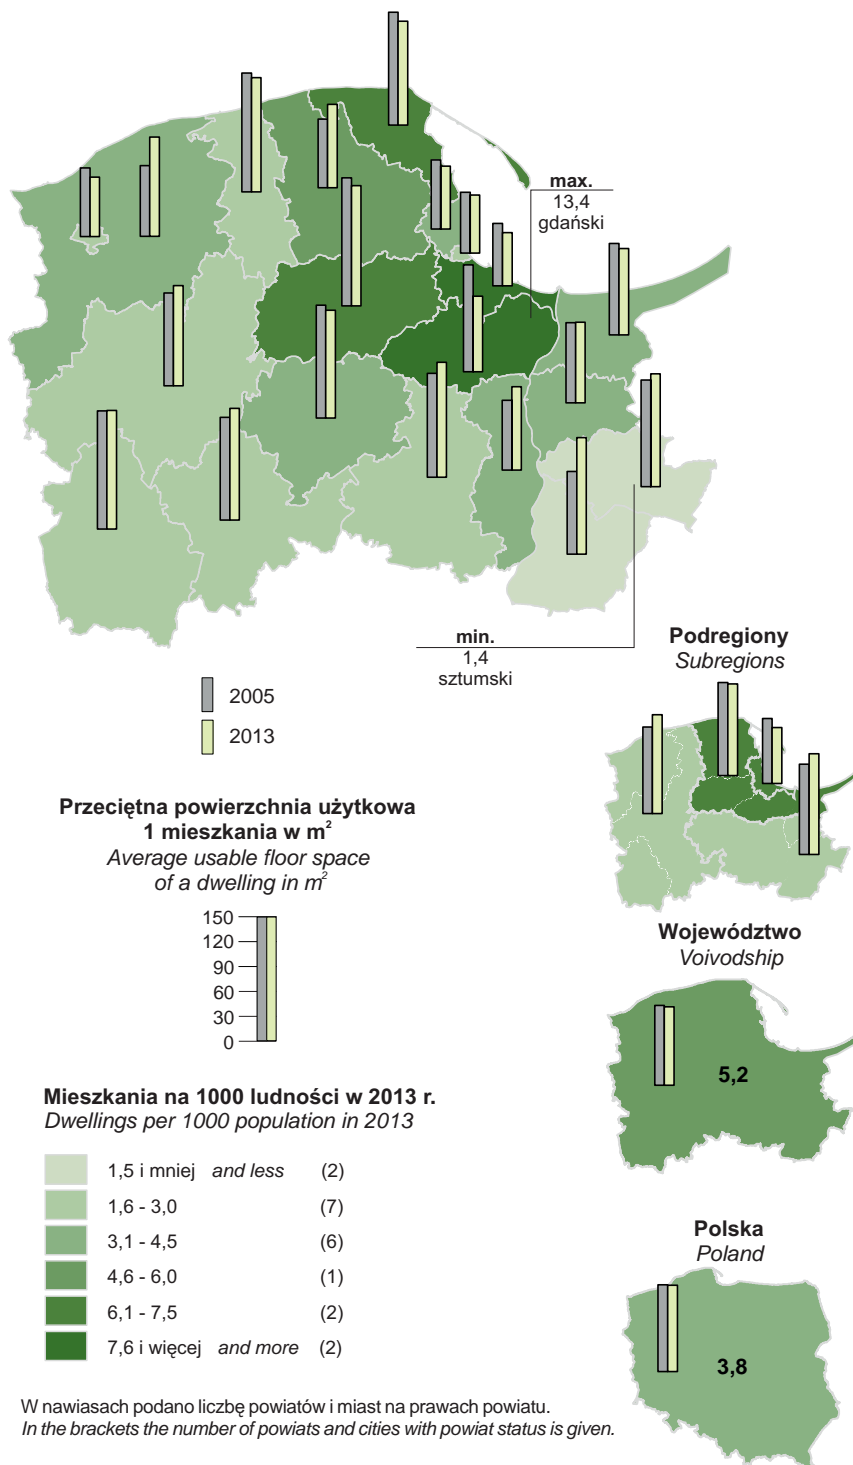 max.
13,4
gdański
min.
1,4
sztumski
Podregiony
Subregions
2005
2013
Przeciętna powierzchnia użytkowa
1 mieszkania w m²
Average usable floor space
of a dwelling in m²
150
120
90
60
30
0
Województwo
Voivodship
5,2
Mieszkania na 1000 ludności w 2013 r.
Dwellings per 1000 population in 2013
1,5 i mniej and less (2)
1,6 - 3,0 (7)
3,1 - 4,5 (6)
4,6 - 6,0 (1)
6,1 - 7,5 (2)
7,6 i więcej and more (2)
Polska
Poland
3,8
W nawiasach podano liczbę powiatów i miast na prawach powiatu.
In the brackets the number of powiats and cities with powiat status is given.